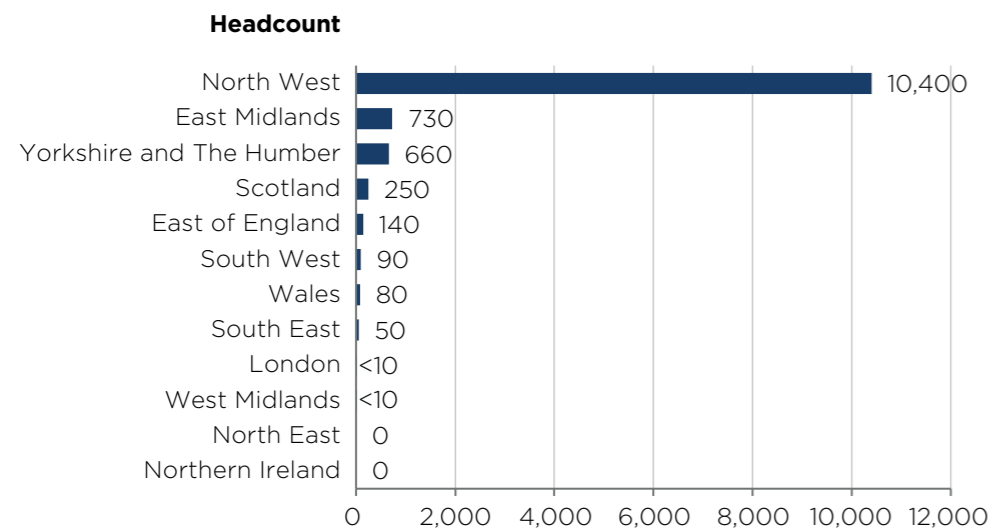 Headcount
North West 10,400
East Midlands 730
Yorkshire and The Humber 660
Scotland 250
East of England 140
South West 90
Wales 80
South East 50
London <10
West Midlands <10
North East 0
Northern Ireland 0
0 2,000 4,000 6,000 8,000 10,000 12,000